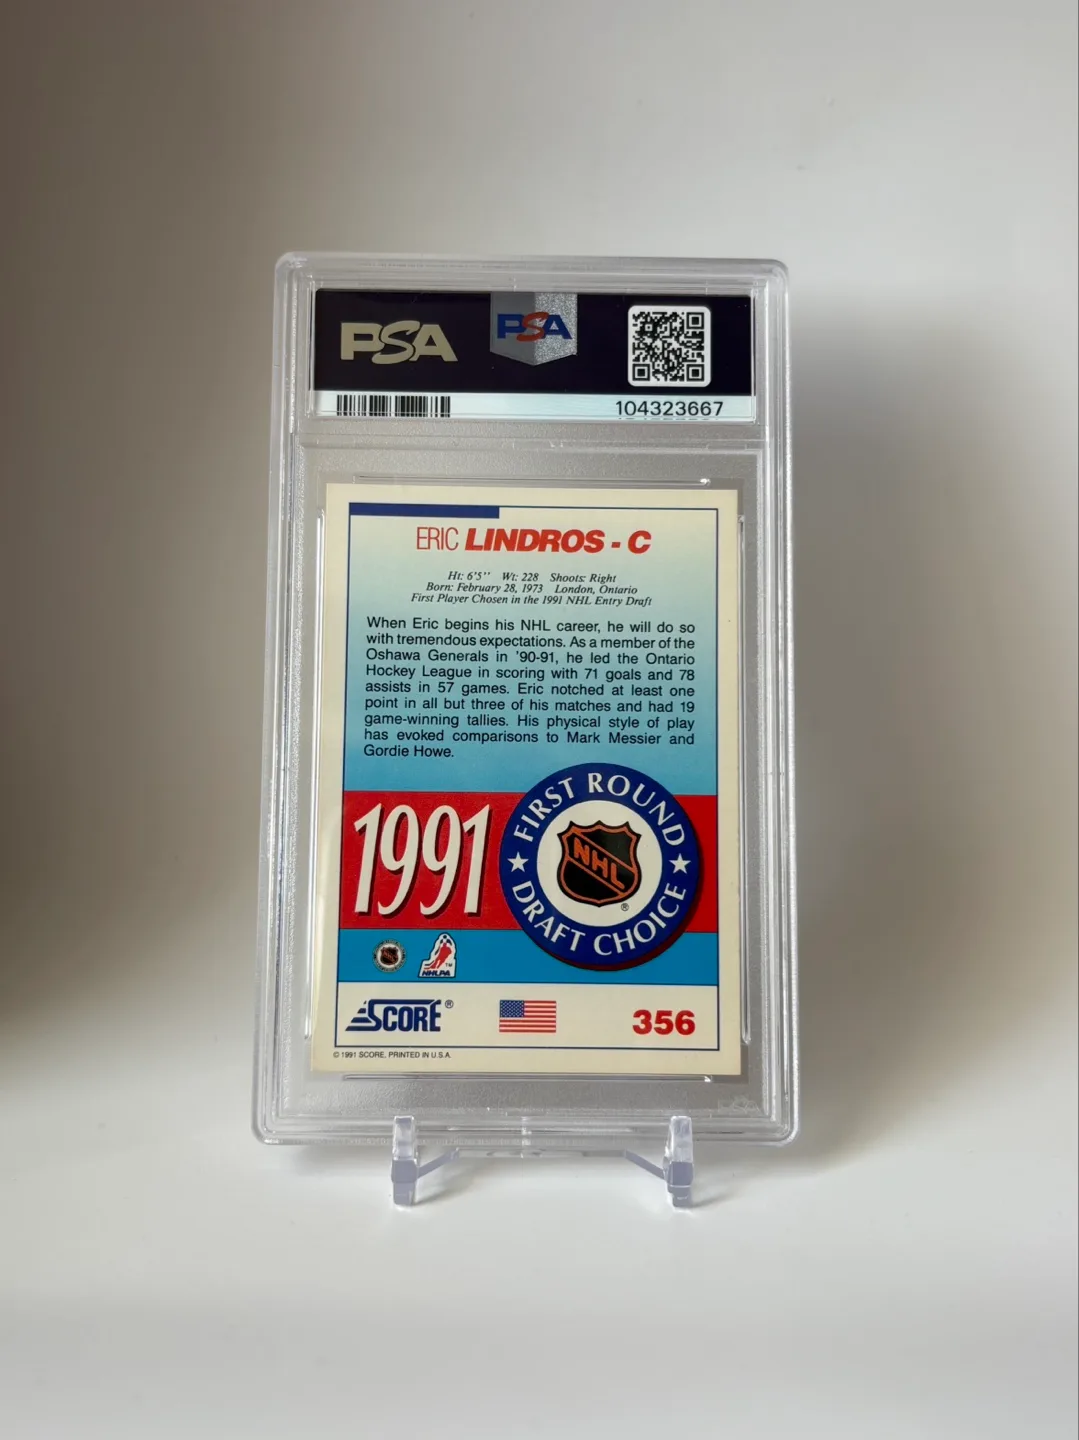 PSA
PSA
104323667
ERIC LINDROS - C
Ht: 6'5'' Wt: 228 Shoots: Right
Born: February 28, 1973 London, Ontario
First Player Chosen in the 1991 NHL Entry Draft
When Eric begins his NHL career, he will do so
with tremendous expectations. As a member of the
Oshawa Generals in '90-91, he led the Ontario
Hockey League in scoring with 71 goals and 78
assists in 57 games. Eric notched at least one
point in all but three of his matches and had 19
game-winning tallies. His physical style of play
has evoked comparisons to Mark Messier and
Gordie Howe.
1991
FIRST ROUND
NHL
®
DRAFT CHOICE
NHLPA
TM
SCORE®
356
© 1991 SCORE, PRINTED IN U.S.A.